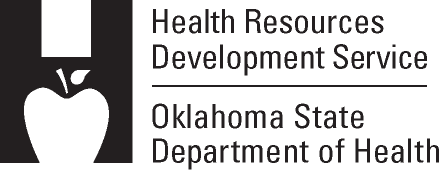 Health Resources
Development Service
Oklahoma State
Department of Health